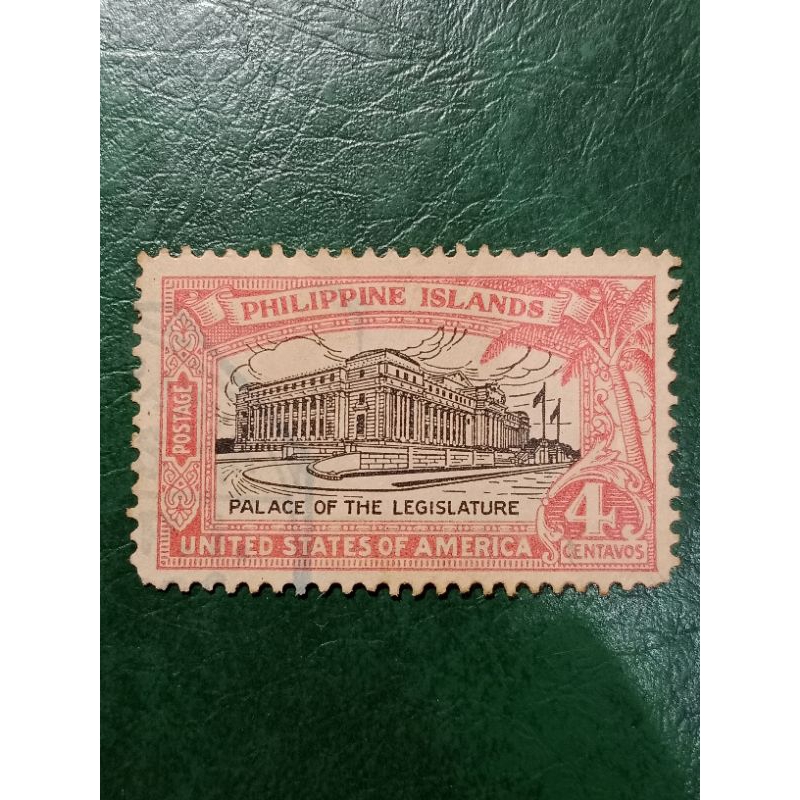 PHILIPPINE ISLANDS
POSTAGE
PALACE OF THE LEGISLATURE
4
UNITED STATES OF AMERICA
CENTAVOS